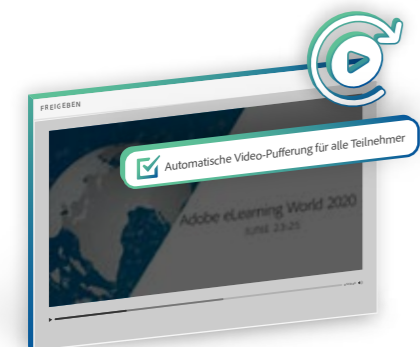 FREIGEBEN
Automatische Video-Pufferung für alle Teilnehmer
Adobe eLearning World 2020
JUNE 23-25